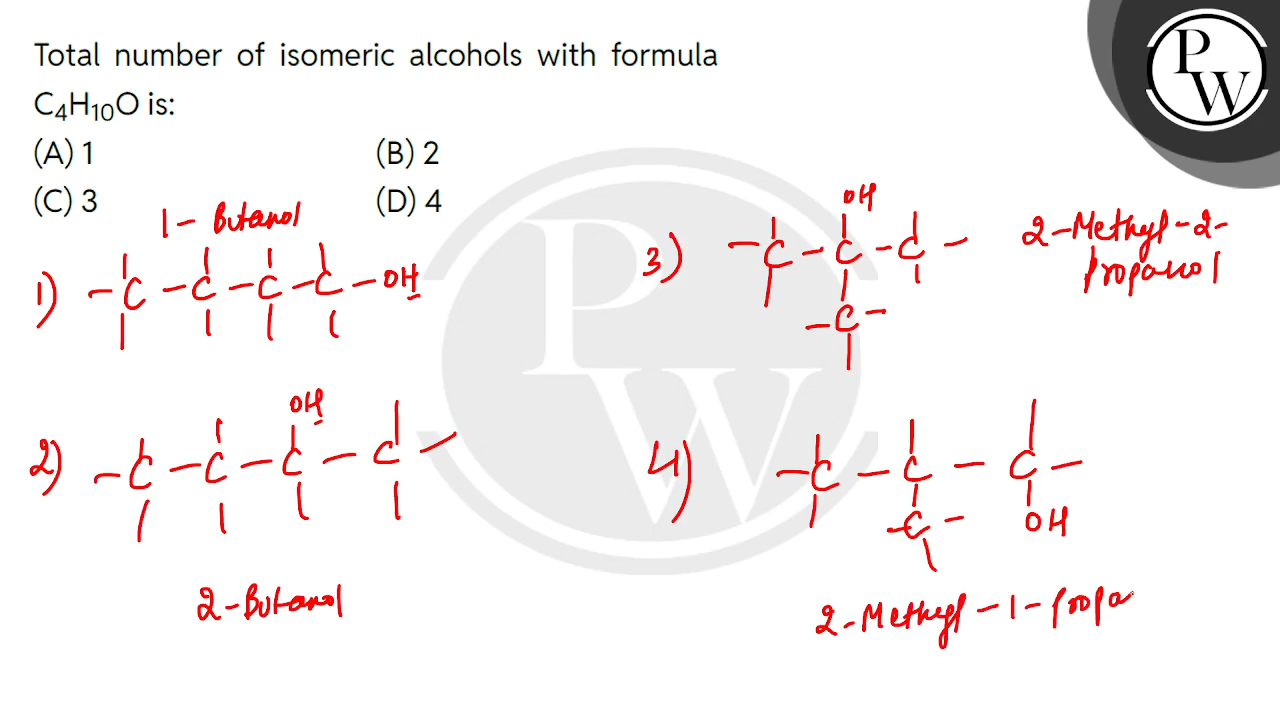 Total number of isomeric alcohols with formula
C₄H₁₀O is:
(A) 1 (B) 2
(C) 3 (D) 4
P
W
1- Butanol
1) -C-C-C-C-OH
OH
2) -C-C-C-C-
2-Butanol
OH
3) -C-C-C-
-C-
2-Methyl-2-
Propanol
4) -C-C-C-
-C- OH
2-Methyl-1-propa
P
W